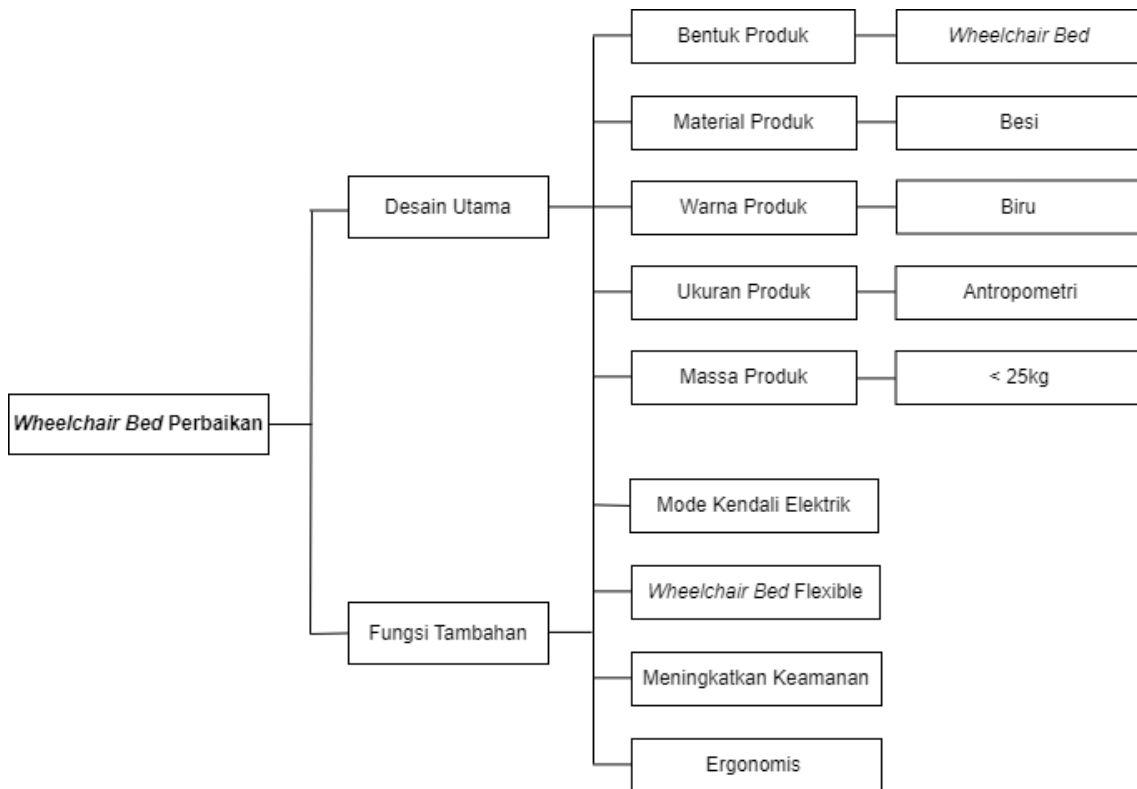 Bentuk Produk
Wheelchair Bed
Material Produk
Besi
Desain Utama
Warna Produk
Biru
Ukuran Produk
Antropometri
Massa Produk
< 25kg
Wheelchair Bed Perbaikan
Mode Kendali Elektrik
Wheelchair Bed Flexible
Fungsi Tambahan
Meningkatkan Keamanan
Ergonomis